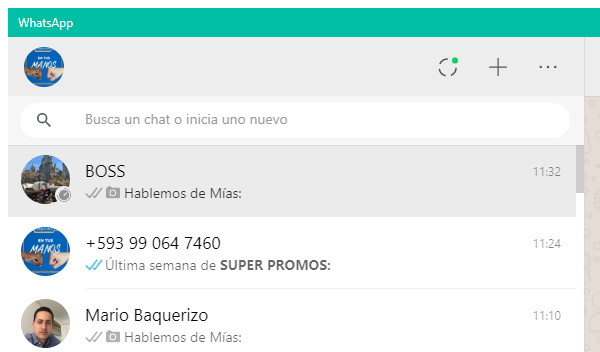 WhatsApp
EN TUS
MANOS
Busca un chat o inicia uno nuevo
BOSS
11:32
Hablemos de Mías:
EN TUS
MANOS
+593 99 064 7460
11:24
Última semana de SUPER PROMOS:
Mario Baquerizo
11:10
Hablemos de Mías: